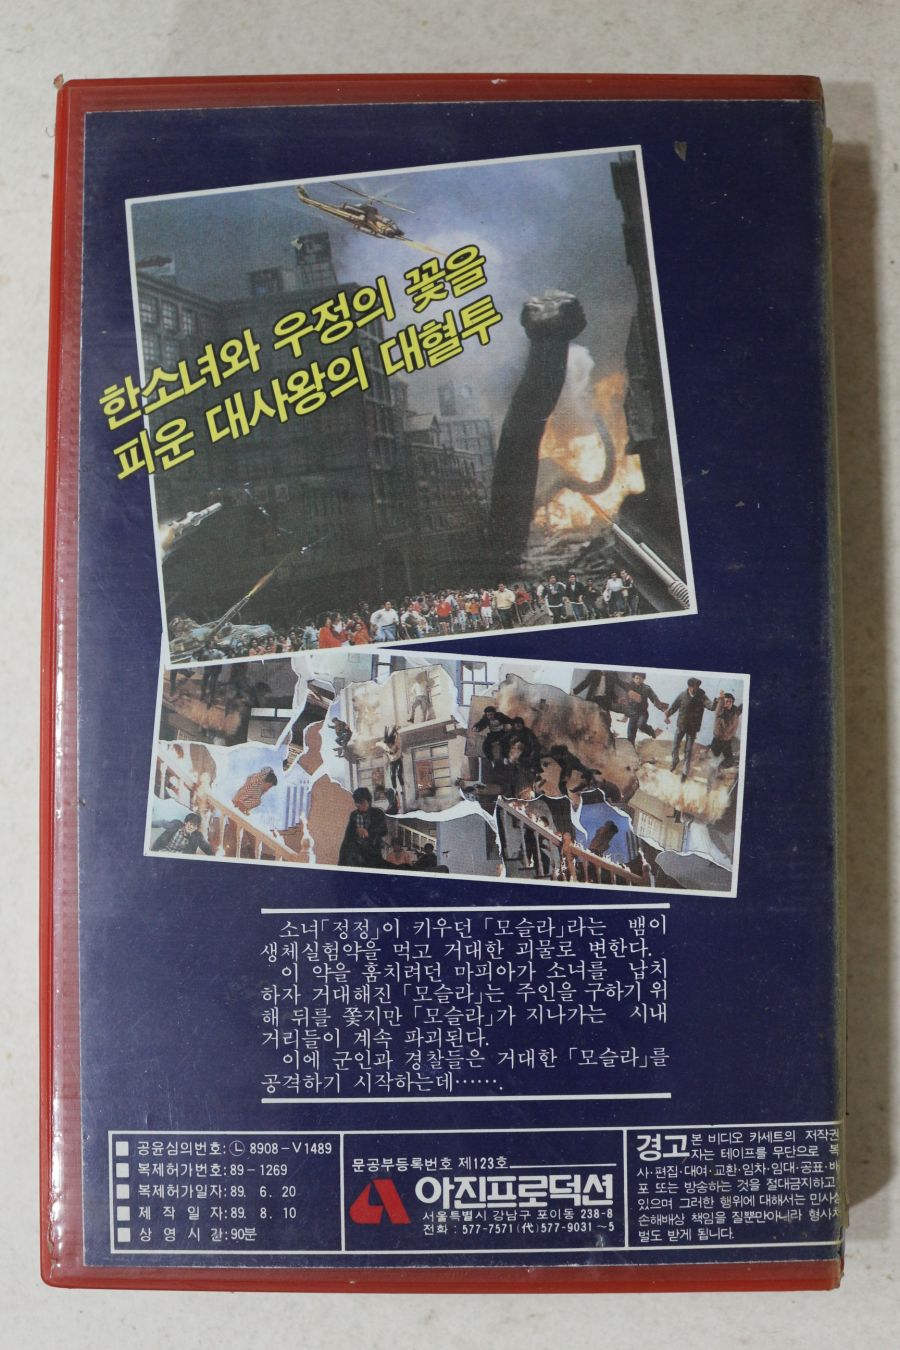 한소녀와 우정의 꽃을
피운 대사왕의 대혈투
소녀「정정」이 키우던 「모슬라」라는 뱀이
생체실험약을 먹고 거대한 괴물로 변한다.
이 약을 훔치려던 마피아가 소녀를 납치
하자 거대해진 「모슬라」는 주인을 구하기 위
해 뒤를 쫓지만 「모슬라」가 지나가는 시내
거리들이 계속 파괴된다.
이에 군인과 경찰들은 거대한 「모슬라」를
공격하기 시작하는데…….
■ 공윤심의번호: Ⓛ 8908-V1489
■ 복제허가번호: 89-1269
■ 복제허가일자: 89. 6. 20
■ 제작일자: 89. 8. 10
■ 상영시간: 90분
문공부등록번호 제123호
아진프로덕션
서울특별시 강남구 포이동 238-8
전화 : 577-7571 (代) 577-9031~5
경고 본 비디오 카세트의 저작권
자는 테이프를 무단으로 복
사·편집·대여·교환·임차·임대·공표·배
포 또는 방송하는 것을 절대금지하고
있으며 그러한 행위에 대해서는 민사상
손해배상 책임을 질뿐만아니라 형사처
벌도 받게 됩니다.